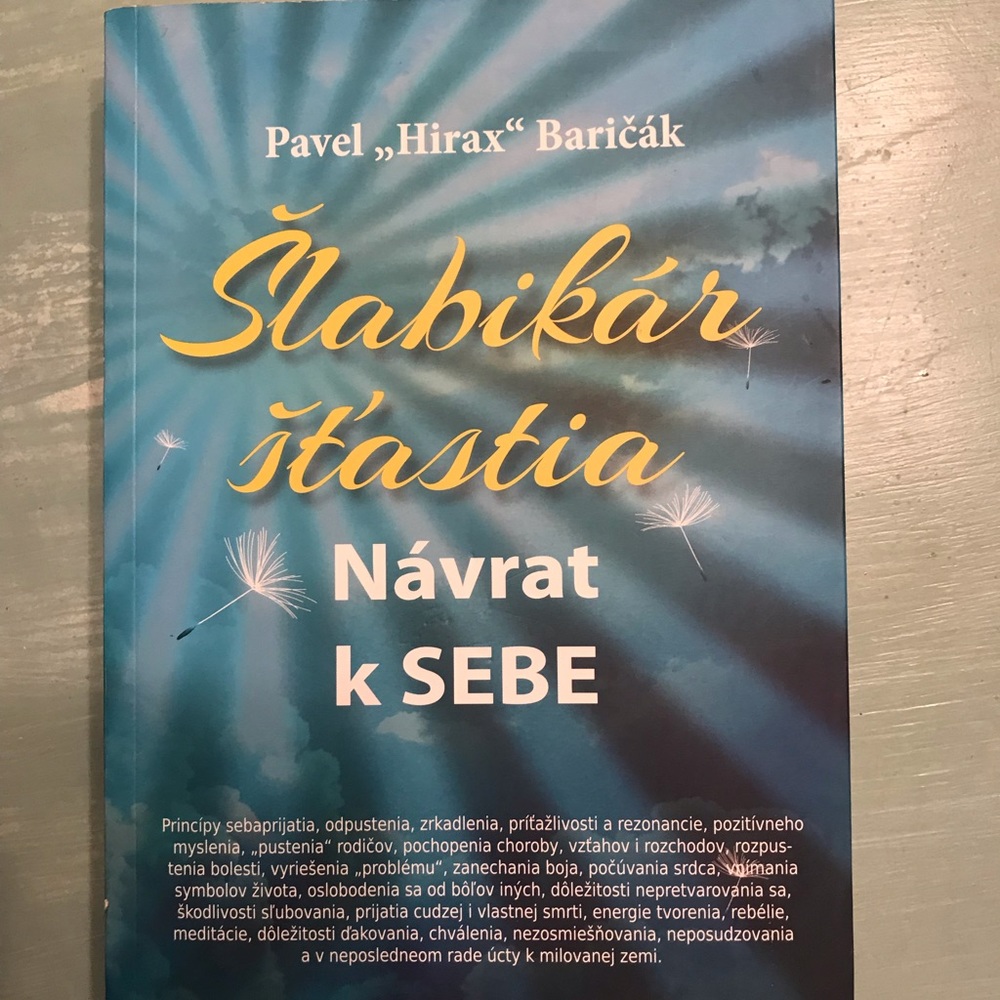 Pavel „Hirax“ Baričák
Šlabikár
šťastia
Návrat
k SEBE
Princípy sebaprijatia, odpustenia, zrkadlenia, príťažlivosti a rezonancie, pozitívneho
myslenia, „pustenia“ rodičov, pochopenia choroby, vzťahov i rozchodov, rozpus-
tenia bolesti, vyriešenia „problému“, zanechania boja, počúvania srdca, vnímania
symbolov života, oslobodenia sa od bôľov iných, dôležitosti nepretvarovania sa,
škodlivosti sľubovania, prijatia cudzej i vlastnej smrti, energie tvorenia, rebélie,
meditácie, dôležitosti ďakovania, chválenia, nezosmiešňovania, neposudzovania
a v neposledneom rade úcty k milovanej zemi.